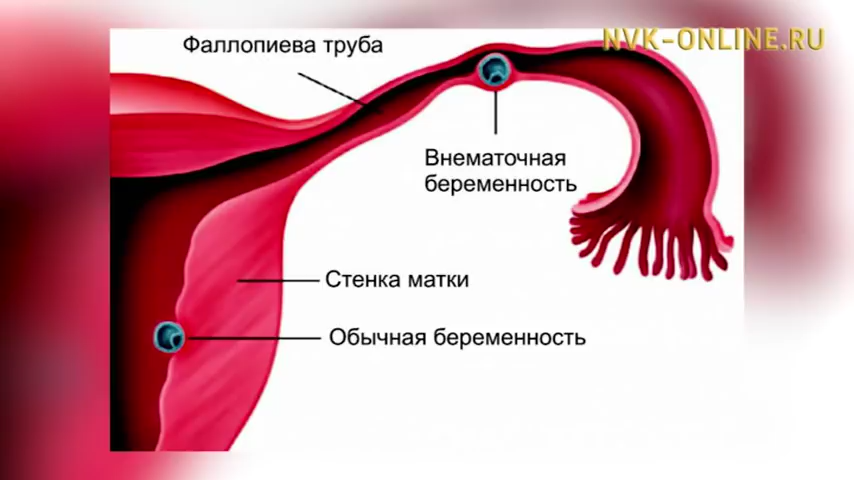 NVK-ONLINE.RU
Фаллопиева труба
Внематочная
беременность
Стенка матки
Обычная беременность